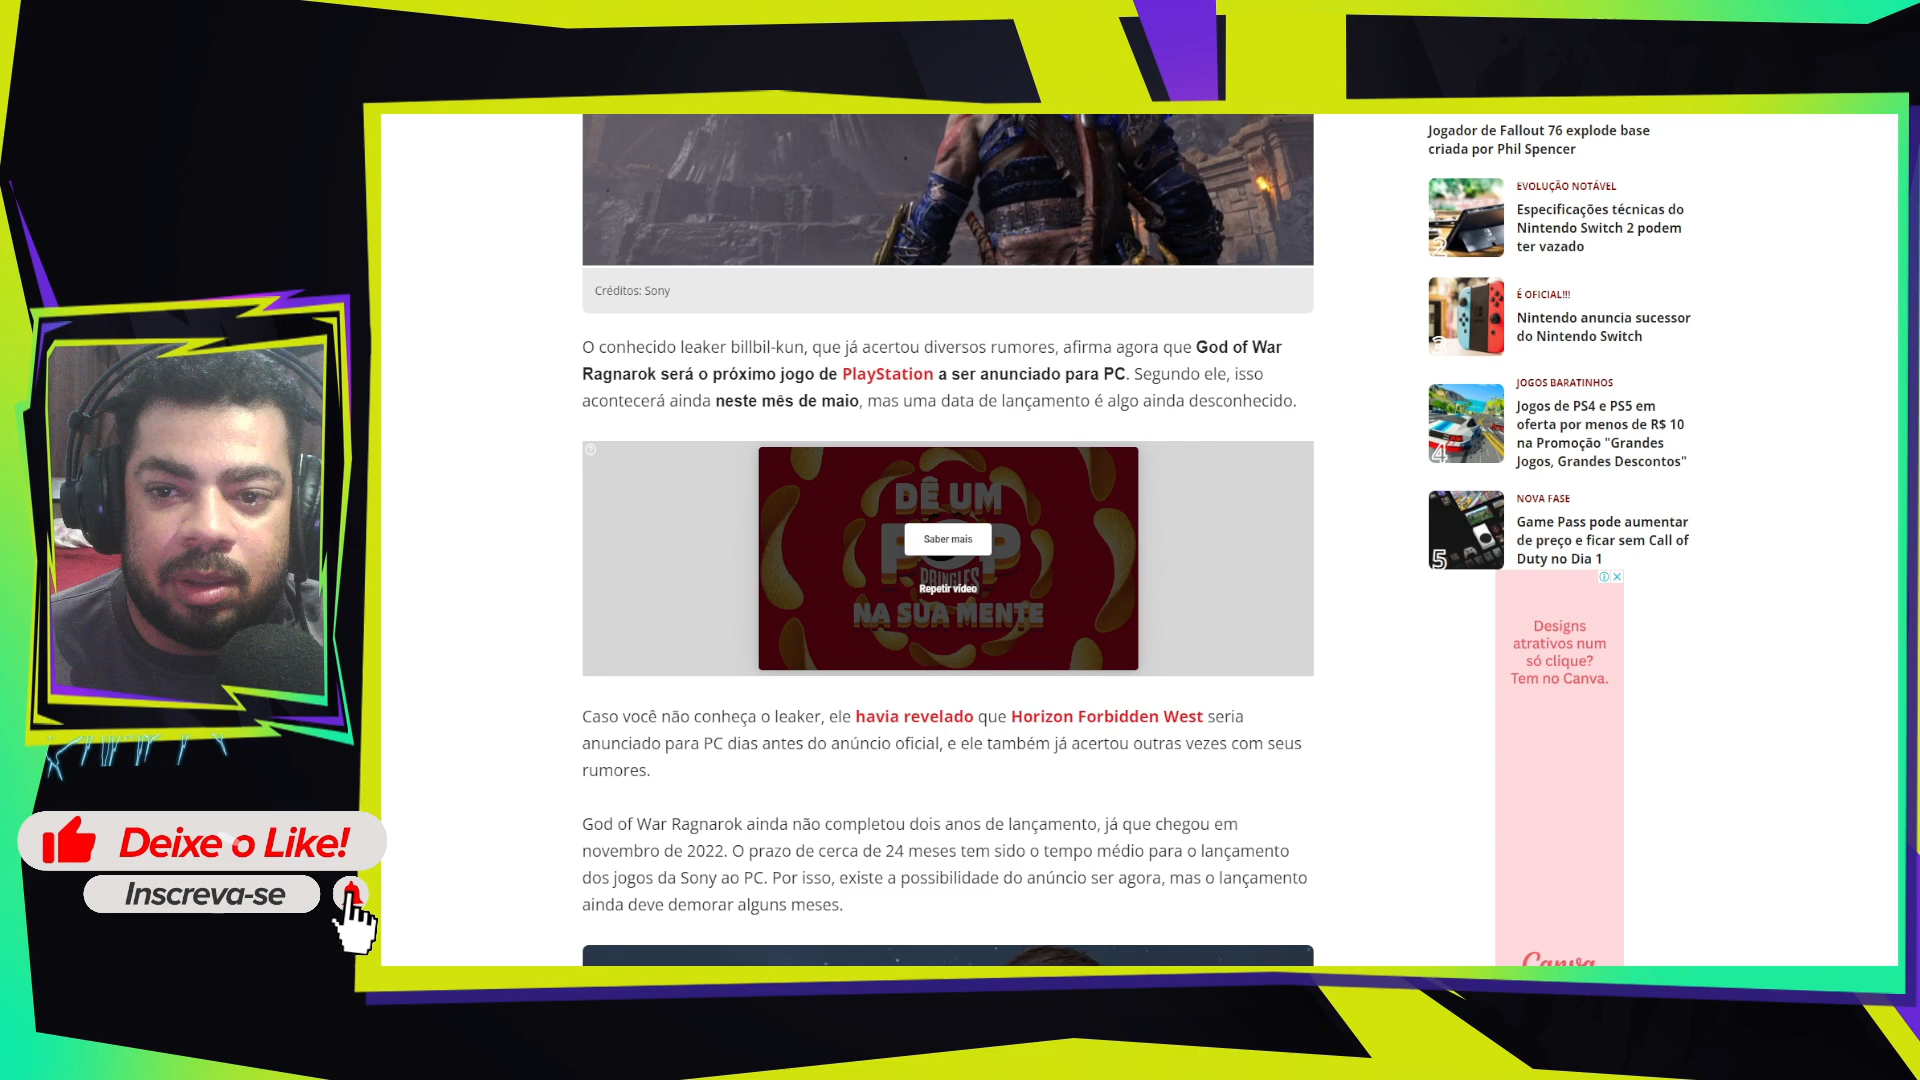 Jogador de Fallout 76 explode base
criada por Phil Spencer
EVOLUÇÃO NOTÁVEL
Especificações técnicas do
Nintendo Switch 2 podem
ter vazado
2
É OFICIAL!!!
Nintendo anuncia sucessor
do Nintendo Switch
3
JOGOS BARATINHOS
Jogos de PS4 e PS5 em
oferta por menos de R$ 10
na Promoção "Grandes
Jogos, Grandes Descontos"
4
NOVA FASE
Game Pass pode aumentar
de preço e ficar sem Call of
Duty no Dia 1
5
Créditos: Sony
O conhecido leaker billbil-kun, que já acertou diversos rumores, afirma agora que God of War
Ragnarok será o próximo jogo de PlayStation a ser anunciado para PC. Segundo ele, isso
acontecerá ainda neste mês de maio, mas uma data de lançamento é algo ainda desconhecido.
DÊ UM
POP
Saber mais
PRINGLES
Repetir vídeo
NA SUA MENTE
Designs
atrativos num
só clique?
Tem no Canva.
Canva
Caso você não conheça o leaker, ele havia revelado que Horizon Forbidden West seria
anunciado para PC dias antes do anúncio oficial, e ele também já acertou outras vezes com seus
rumores.
God of War Ragnarok ainda não completou dois anos de lançamento, já que chegou em
novembro de 2022. O prazo de cerca de 24 meses tem sido o tempo médio para o lançamento
dos jogos da Sony ao PC. Por isso, existe a possibilidade do anúncio ser agora, mas o lançamento
ainda deve demorar alguns meses.
Deixe o Like!
Inscreva-se